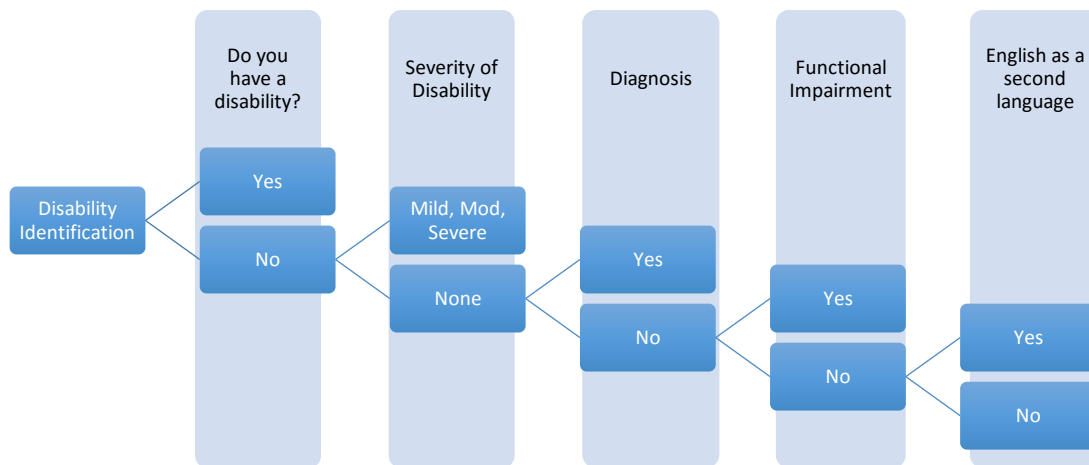 Do you
have a
disability?
Severity of
Disability
Diagnosis
Functional
Impairment
English as a
second
language
Disability
Identification
Yes
No
Mild, Mod,
Severe
None
Yes
No
Yes
No
Yes
No